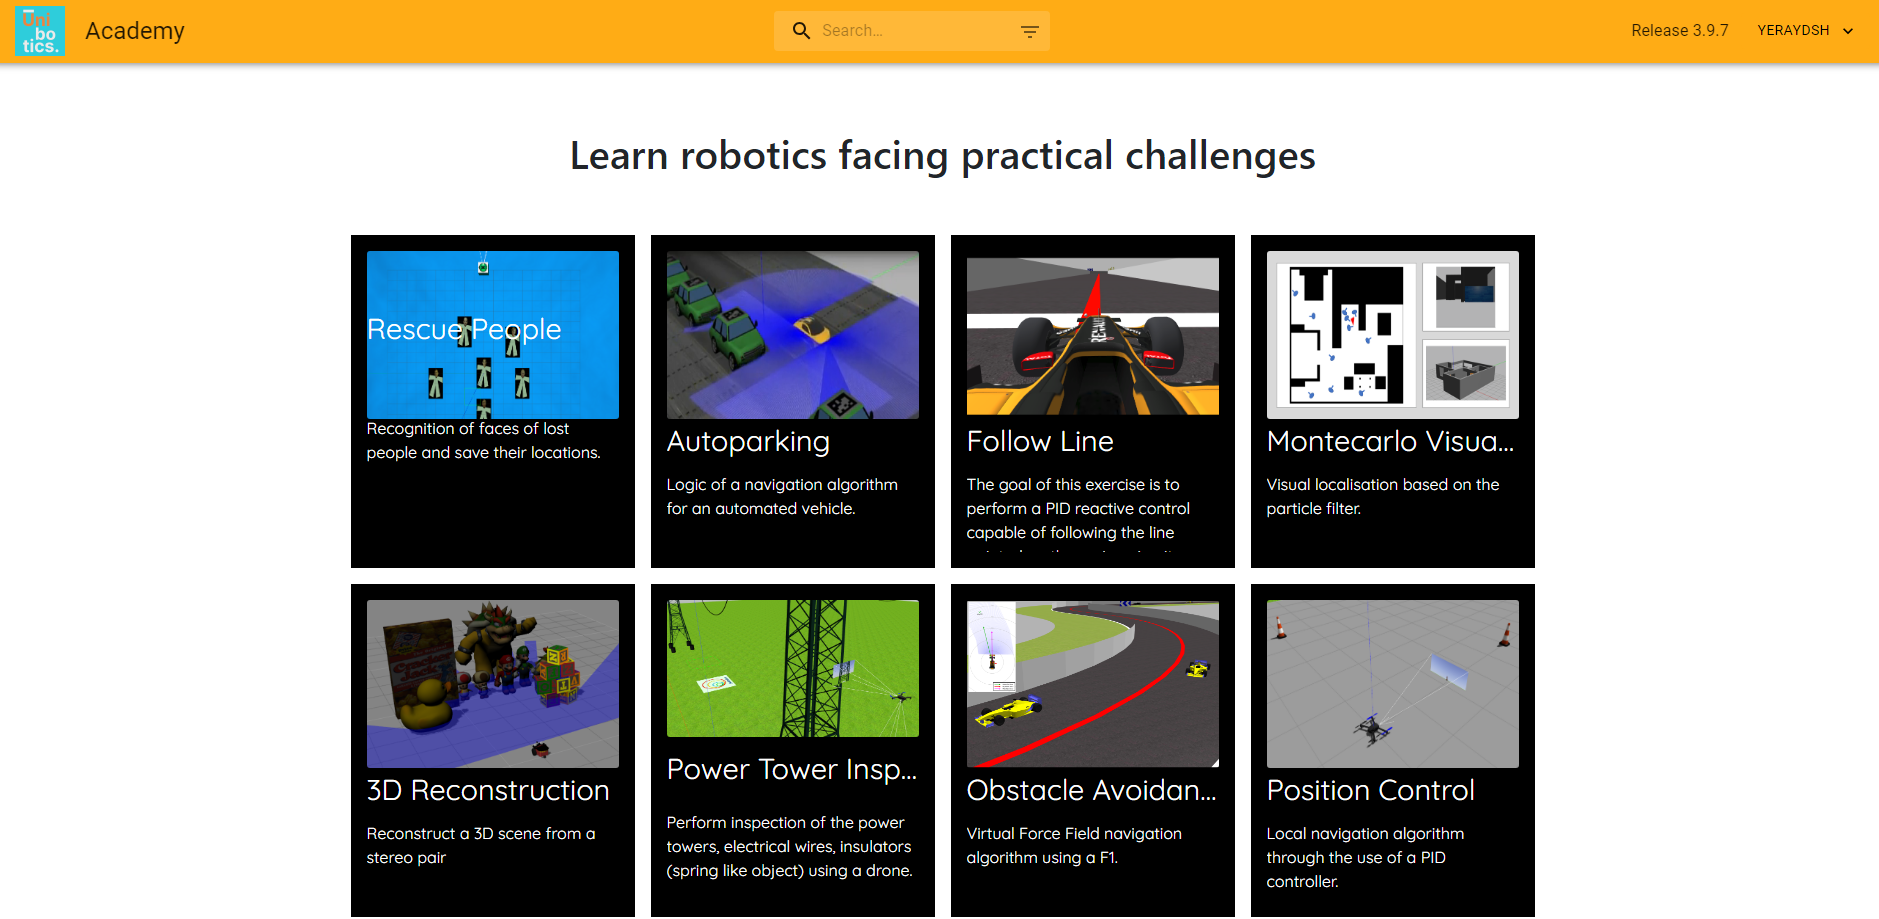 Uni
bo
tics.
Academy
Search...
Release 3.9.7
YERAYDSH
Learn robotics facing practical challenges
Rescue People
Recognition of faces of lost
people and save their locations.
Autoparking
Logic of a navigation algorithm
for an automated vehicle.
Follow Line
The goal of this exercise is to
perform a PID reactive control
capable of following the line
Montecarlo Visua...
Visual localisation based on the
particle filter.
3D Reconstruction
Reconstruct a 3D scene from a
stereo pair
Power Tower Insp...
Perform inspection of the power
towers, electrical wires, insulators
(spring like object) using a drone.
Obstacle Avoidan...
Virtual Force Field navigation
algorithm using a F1.
Position Control
Local navigation algorithm
through the use of a PID
controller.